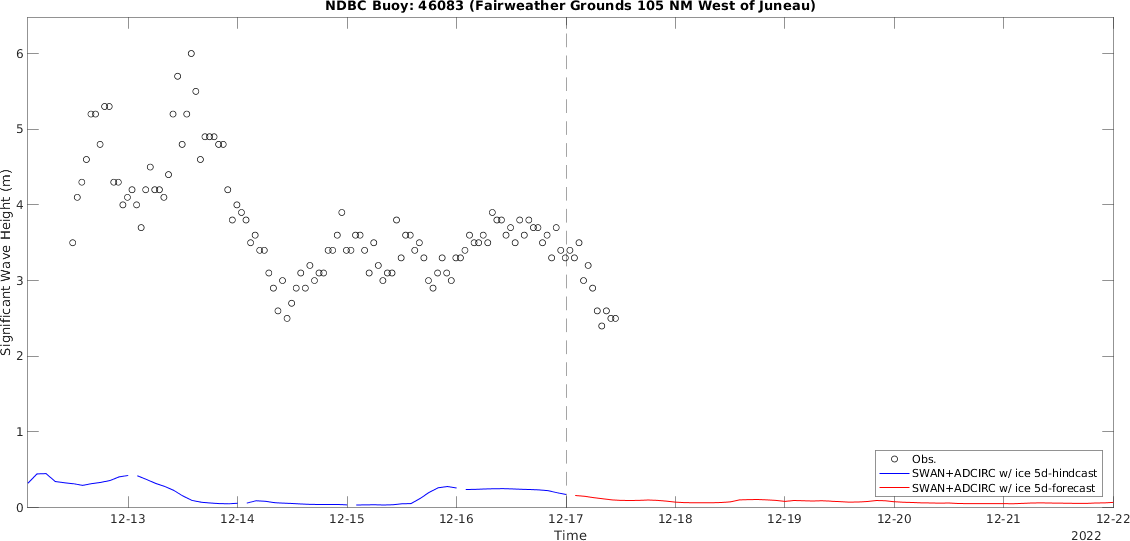 NDBC Buoy: 46083 (Fairweather Grounds 105 NM West of Juneau)
Significant Wave Height (m)
6
5
4
3
2
1
0
Obs.
SWAN+ADCIRC w/ ice 5d-hindcast
SWAN+ADCIRC w/ ice 5d-forecast
12-13 12-14 12-15 12-16 12-17 12-18 12-19 12-20 12-21 12-22
Time
2022